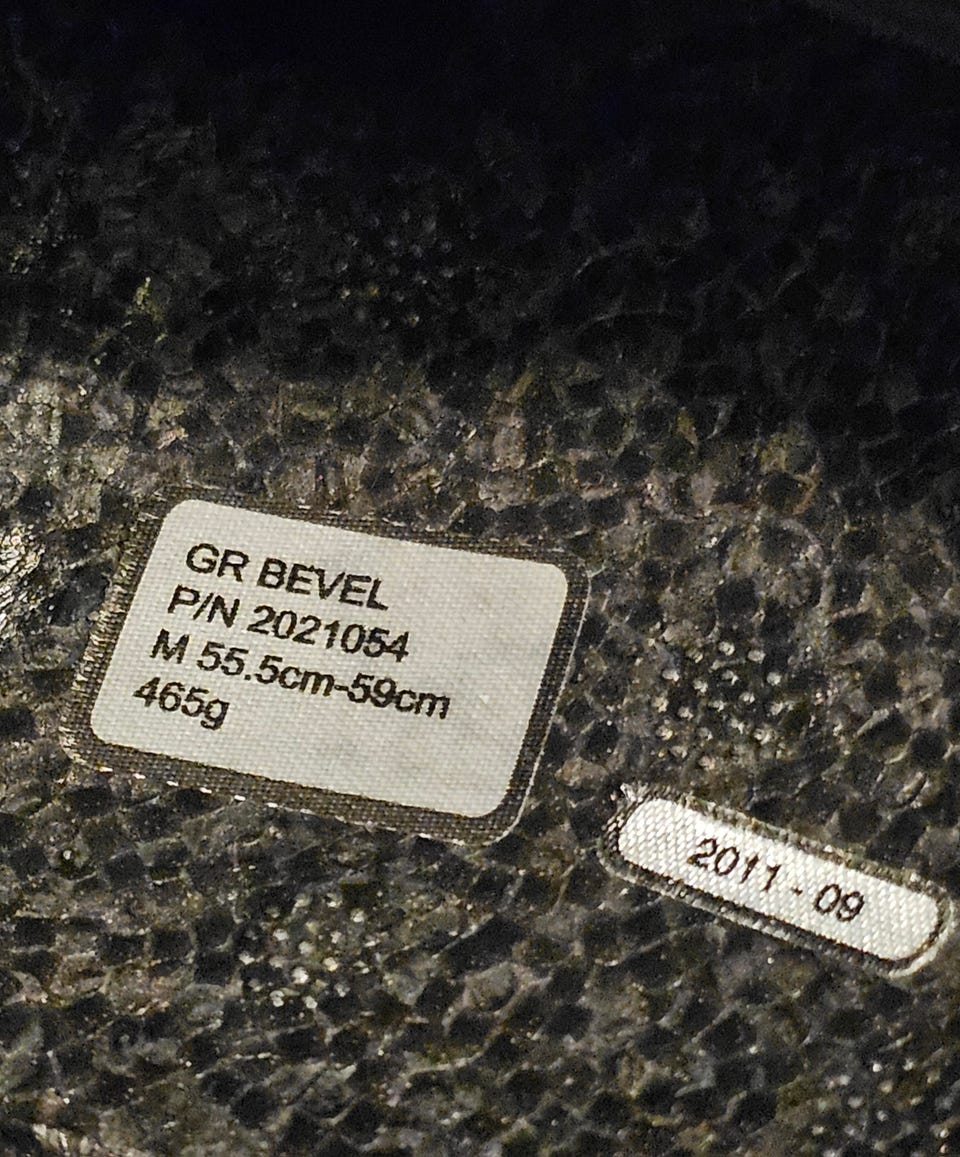 GR BEVEL
P/N 2021054
M 55.5cm-59cm
465g
2011 - 09